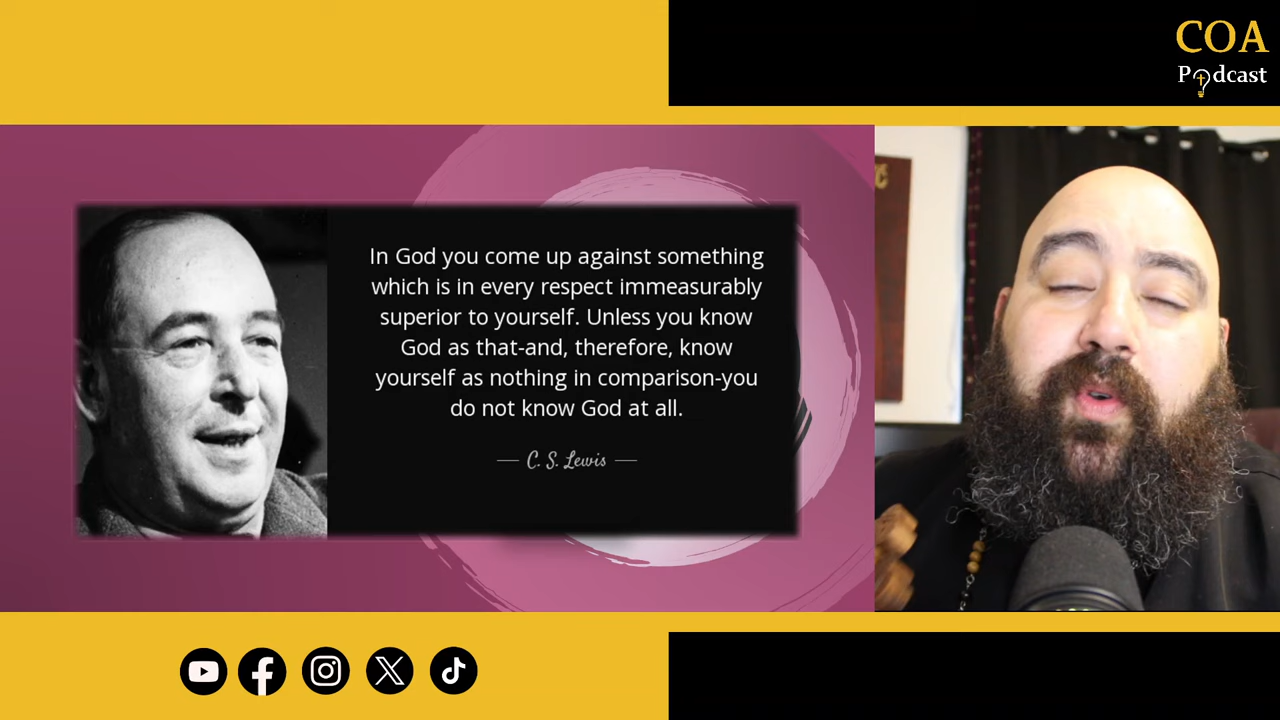 COA
Podcast
In God you come up against something
which is in every respect immeasurably
superior to yourself. Unless you know
God as that-and, therefore, know
yourself as nothing in comparison-you
do not know God at all.
— C. S. Lewis —